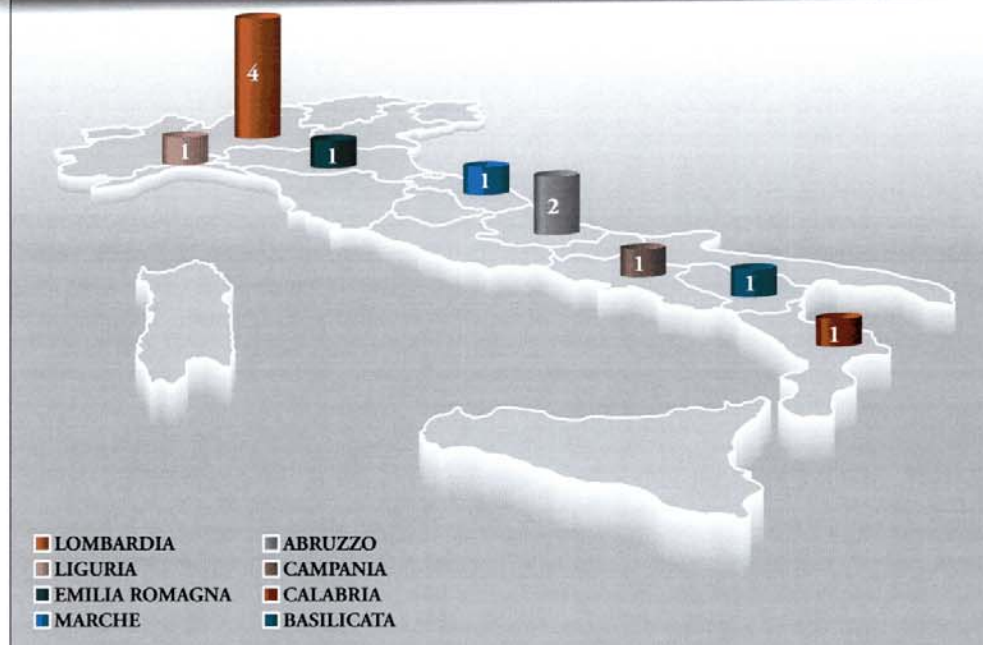 4
1
1
1
2
1
1
1
LOMBARDIA
LIGURIA
EMILIA ROMAGNA
MARCHE
ABRUZZO
CAMPANIA
CALABRIA
BASILICATA